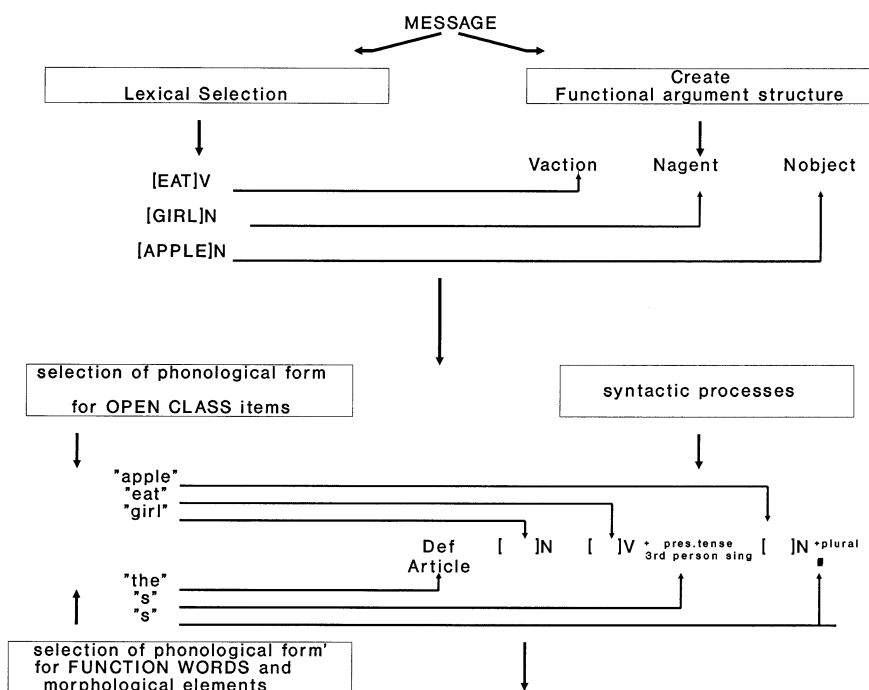 MESSAGE
Lexical Selection
Create
Functional argument structure
Vaction Nagent Nobject
[EAT]V
[GIRL]N
[APPLE]N
selection of phonological form
for OPEN CLASS items
syntactic processes
"apple"
"eat"
"girl"
Def [ ]N [ ]V + pres.tense [ ]N +plural
Article 3rd person sing
"the"
"s"
"s"
selection of phonological form'
for FUNCTION WORDS and
morphological elements